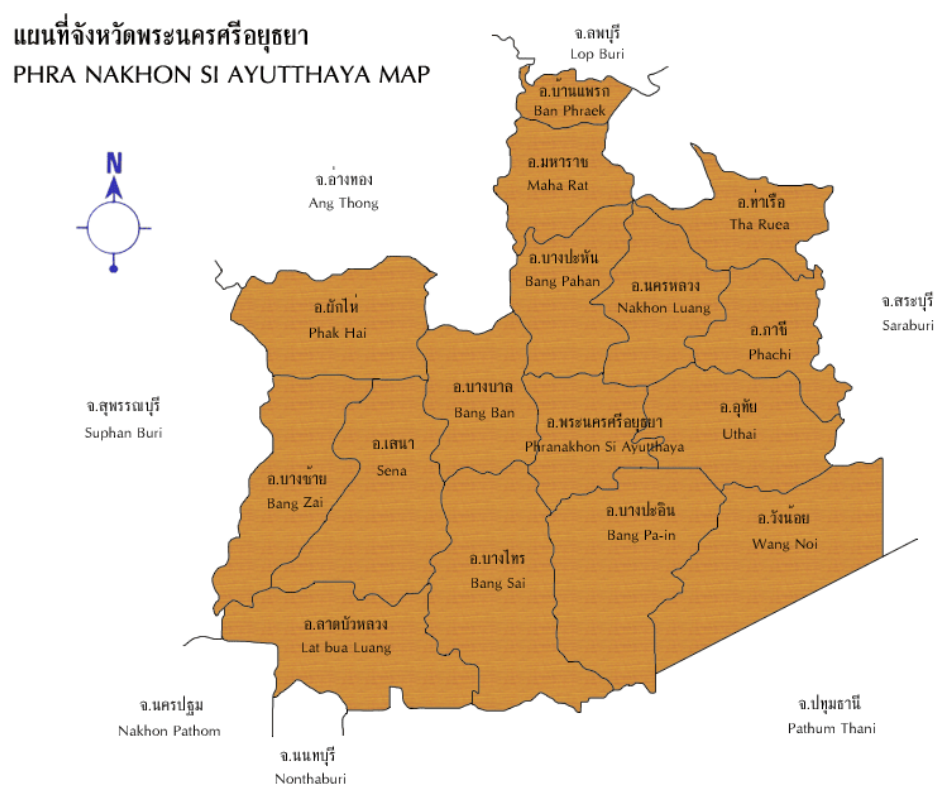 แผนที่จังหวัดพระนครศรีอยุธยา
PHRA NAKHON SI AYUTTHAYA MAP
จ.ลพบุรี
Lop Buri
อ.บ้านแพรก
Ban Phraek
N
อ.มหาราช
Maha Rat
จ.อ่างทอง
Ang Thong
อ.ท่าเรือ
Tha Ruea
อ.บางปะหัน
Bang Pahan
อ.นครหลวง
Nakhon Luang
อ.ผักไห่
Phak Hai
จ.สระบุรี
Saraburi
อ.ภาชี
Phachi
อ.บางบาล
Bang Ban
จ.สุพรรณบุรี
Suphan Buri
อ.พระนครศรีอยุธยา
Phranakhon Si Ayutthaya
อ.อุทัย
Uthai
อ.เสนา
Sena
อ.บางซ้าย
Bang Zai
อ.บางปะอิน
Bang Pa-in
อ.วังน้อย
Wang Noi
อ.บางไทร
Bang Sai
อ.ลาดบัวหลวง
Lat bua Luang
จ.นครปฐม
Nakhon Pathom
จ.ปทุมธานี
Pathum Thani
จ.นนทบุรี
Nonthaburi